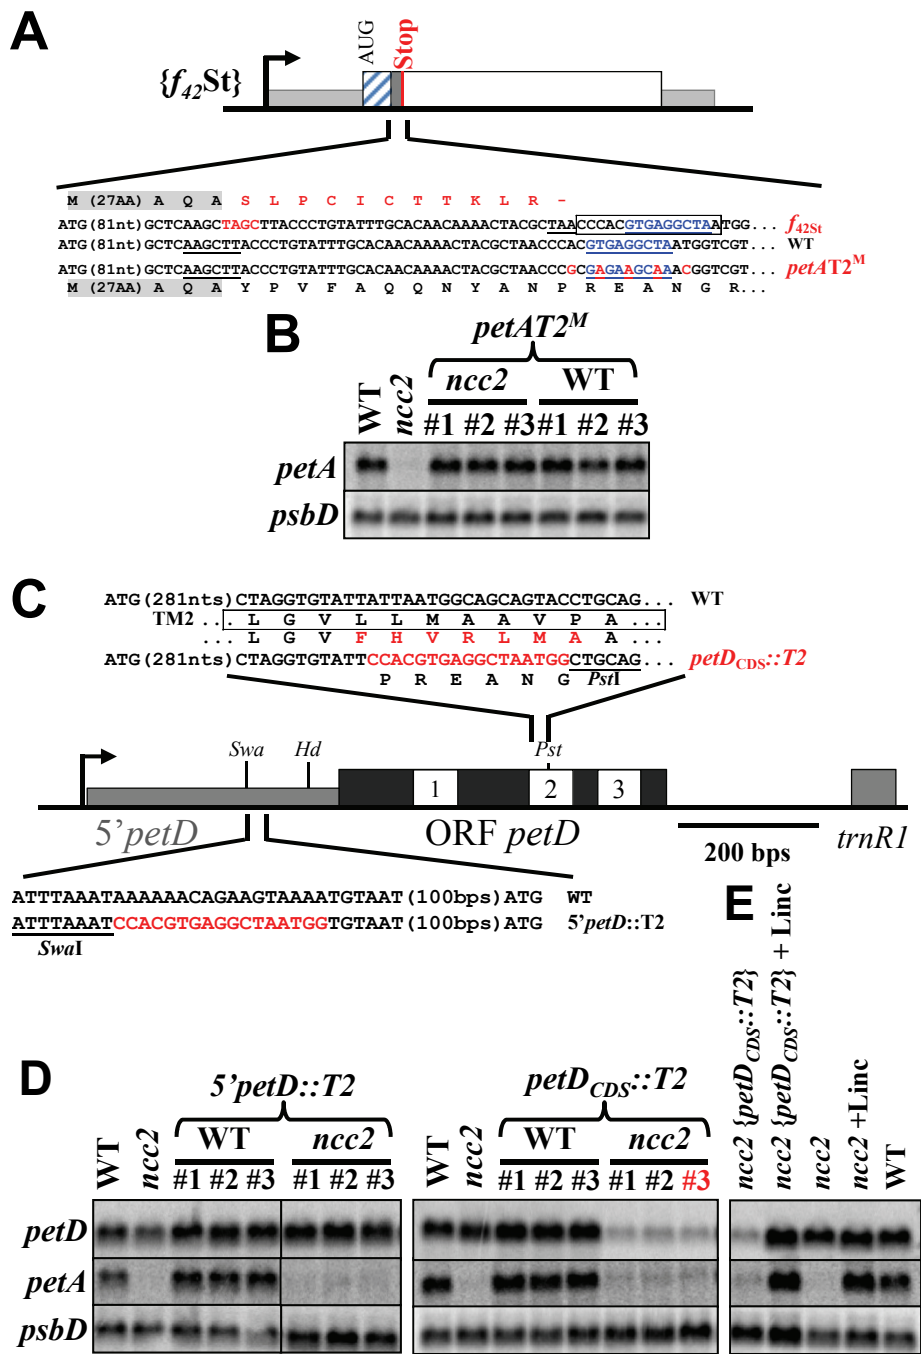 A
AUG
Stop
{f42St}
M (27AA) A Q A S L P C I C T T K L R -
ATG(81nt)GCTCAAGCTAGCTTACCCTGTATTTGCACAACAAAACTACGCTAACCCACGTGAGGCTAATGG... f42St
ATG(81nt)GCTCAAGCTTACCCTGTATTTGCACAACAAAACTACGCTAACCCACGTGAGGCTAATGGTCGT... WT
ATG(81nt)GCTCAAGCTTACCCTGTATTTGCACAACAAAACTACGCTAACCCGCGAGAAGCAAACGGTCGT... petAT2M
M (27AA) A Q A Y P V F A Q Q N Y A N P R E A N G R...
B
petAT2M
WT ncc2 ncc2 WT
#1 #2 #3 #1 #2 #3
petA
psbD
C
ATG(281nts)CTAGGTGTATTATTAATGGCAGCAGTACCTGCAG... WT
TM2 ... L G V L L M A A V P A ...
... L G V F H V R L M A A ...
ATG(281nts)CTAGGTGTATTCCACGTGAGGCTAATGGCTGCAG... petDCDS::T2
P R E A N G PstI
Swa Hd Pst
1 2 3
5'petD ORF petD trnR1
200 bps
ATTTAAATAAAAAACAGAAGTAAAATGTAAT(100bps)ATG WT
ATTTAAATCCACGTGAGGCTAATGGTGTAAT(100bps)ATG 5'petD::T2
SwaI
D
5'petD::T2
WT ncc2 WT ncc2
#1 #2 #3 #1 #2 #3
petDCDS::T2
WT ncc2 WT ncc2
#1 #2 #3 #1 #2 #3
petD
petA
psbD
E
ncc2 {petDCDS::T2}
ncc2 {petDCDS::T2} + Linc
ncc2
ncc2 +Linc
WT